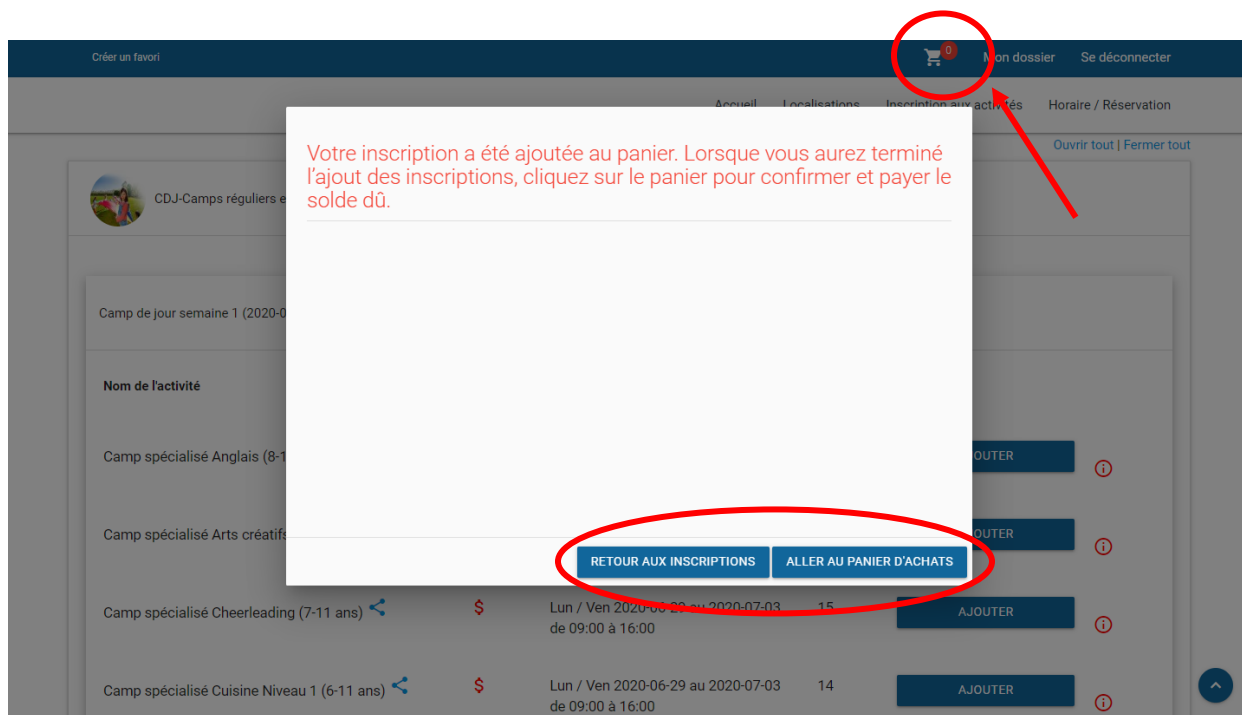 Créer un favori
0
Mon dossier
Se déconnecter
Accueil
Localisations
Inscription aux activités
Horaire / Réservation
Ouvrir tout | Fermer tout
CDJ-Camps réguliers e
Votre inscription a été ajoutée au panier. Lorsque vous aurez terminé
l'ajout des inscriptions, cliquez sur le panier pour confirmer et payer le
solde dû.
Camp de jour semaine 1 (2020-0
Nom de l'activité
Camp spécialisé Anglais (8-1
OUTER
Camp spécialisé Arts créatifs
OUTER
RETOUR AUX INSCRIPTIONS
ALLER AU PANIER D'ACHATS
Camp spécialisé Cheerleading (7-11 ans)
$
Lun / Ven 2020-06-29 au 2020-07-03
de 09:00 à 16:00
15
AJOUTER
Camp spécialisé Cuisine Niveau 1 (6-11 ans)
$
Lun / Ven 2020-06-29 au 2020-07-03
de 09:00 à 16:00
14
AJOUTER